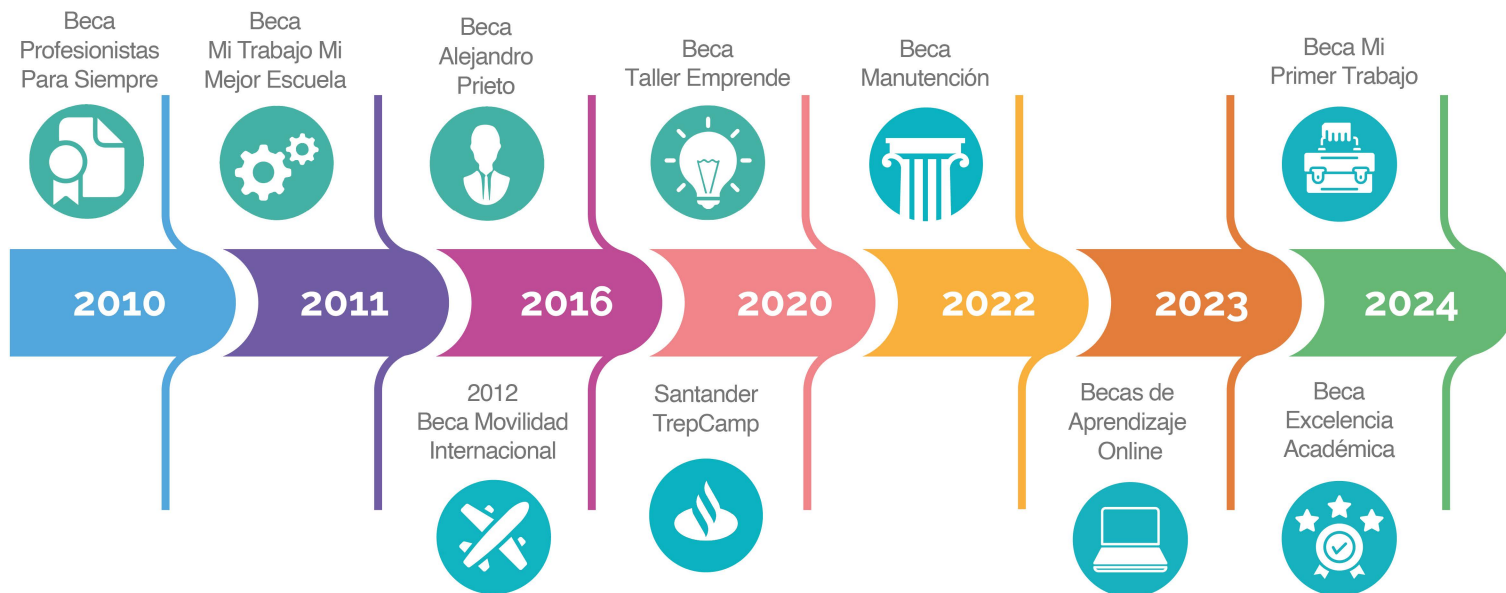 Beca
Profesionistas
Para Siempre
Beca
Mi Trabajo Mi
Mejor Escuela
Beca
Alejandro
Prieto
Beca
Taller Emprende
Beca
Manutención
Beca Mi
Primer Trabajo
2010
2011
2016
2020
2022
2023
2024
2012
Beca Movilidad
Internacional
Santander
TrepCamp
Becas de
Aprendizaje
Online
Beca
Excelencia
Académica